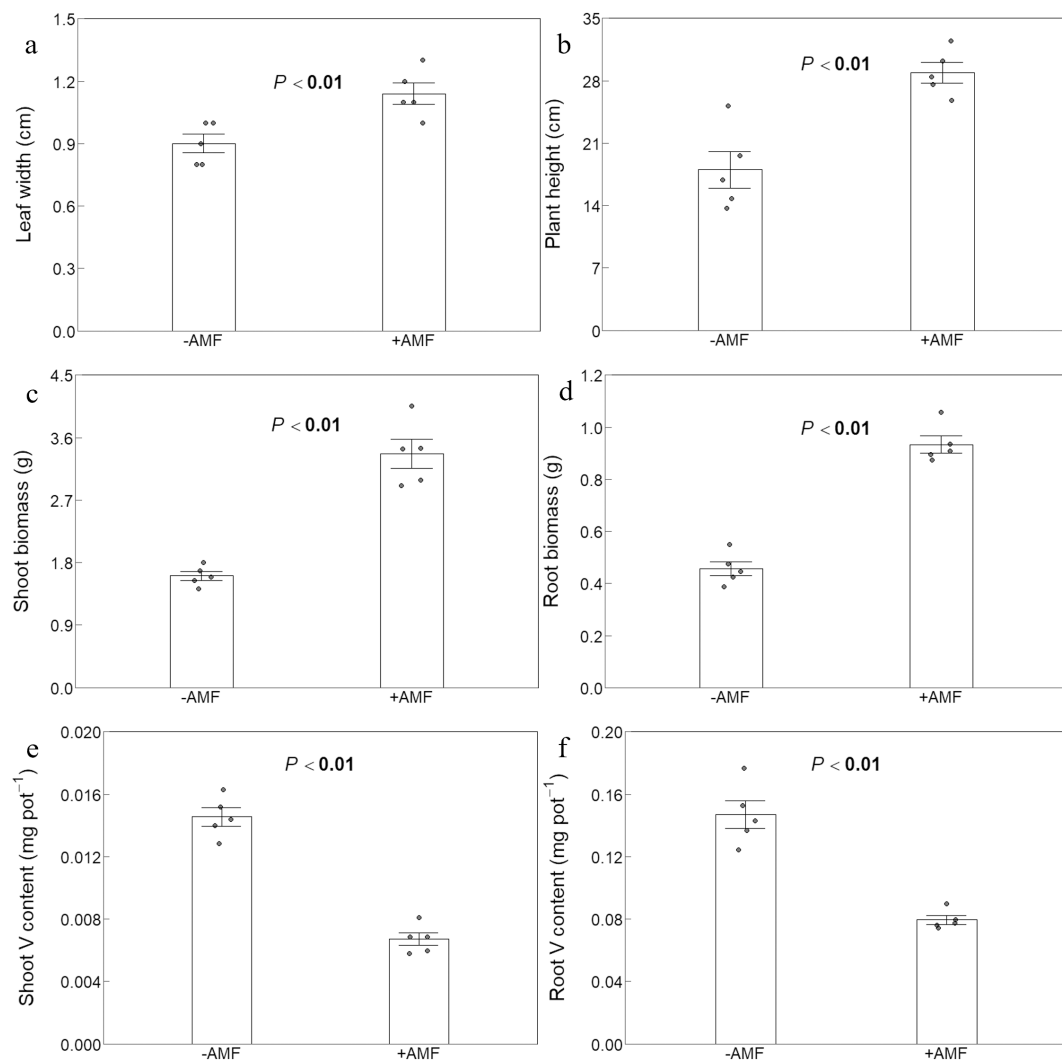 a
Leaf width (cm)
1.5
1.2
0.9
0.6
0.3
0.0
P < 0.01
-AMF +AMF
b
Plant height (cm)
35
28
21
14
7
0
P < 0.01
-AMF +AMF
c
Shoot biomass (g)
4.5
3.6
2.7
1.8
0.9
0.0
P < 0.01
-AMF +AMF
d
Root biomass (g)
1.2
1.0
0.8
0.6
0.4
0.2
0.0
P < 0.01
-AMF +AMF
e
Shoot V content (mg pot⁻¹)
0.020
0.016
0.012
0.008
0.004
0.000
P < 0.01
-AMF +AMF
f
Root V content (mg pot⁻¹)
0.20
0.16
0.12
0.08
0.04
0.00
P < 0.01
-AMF +AMF